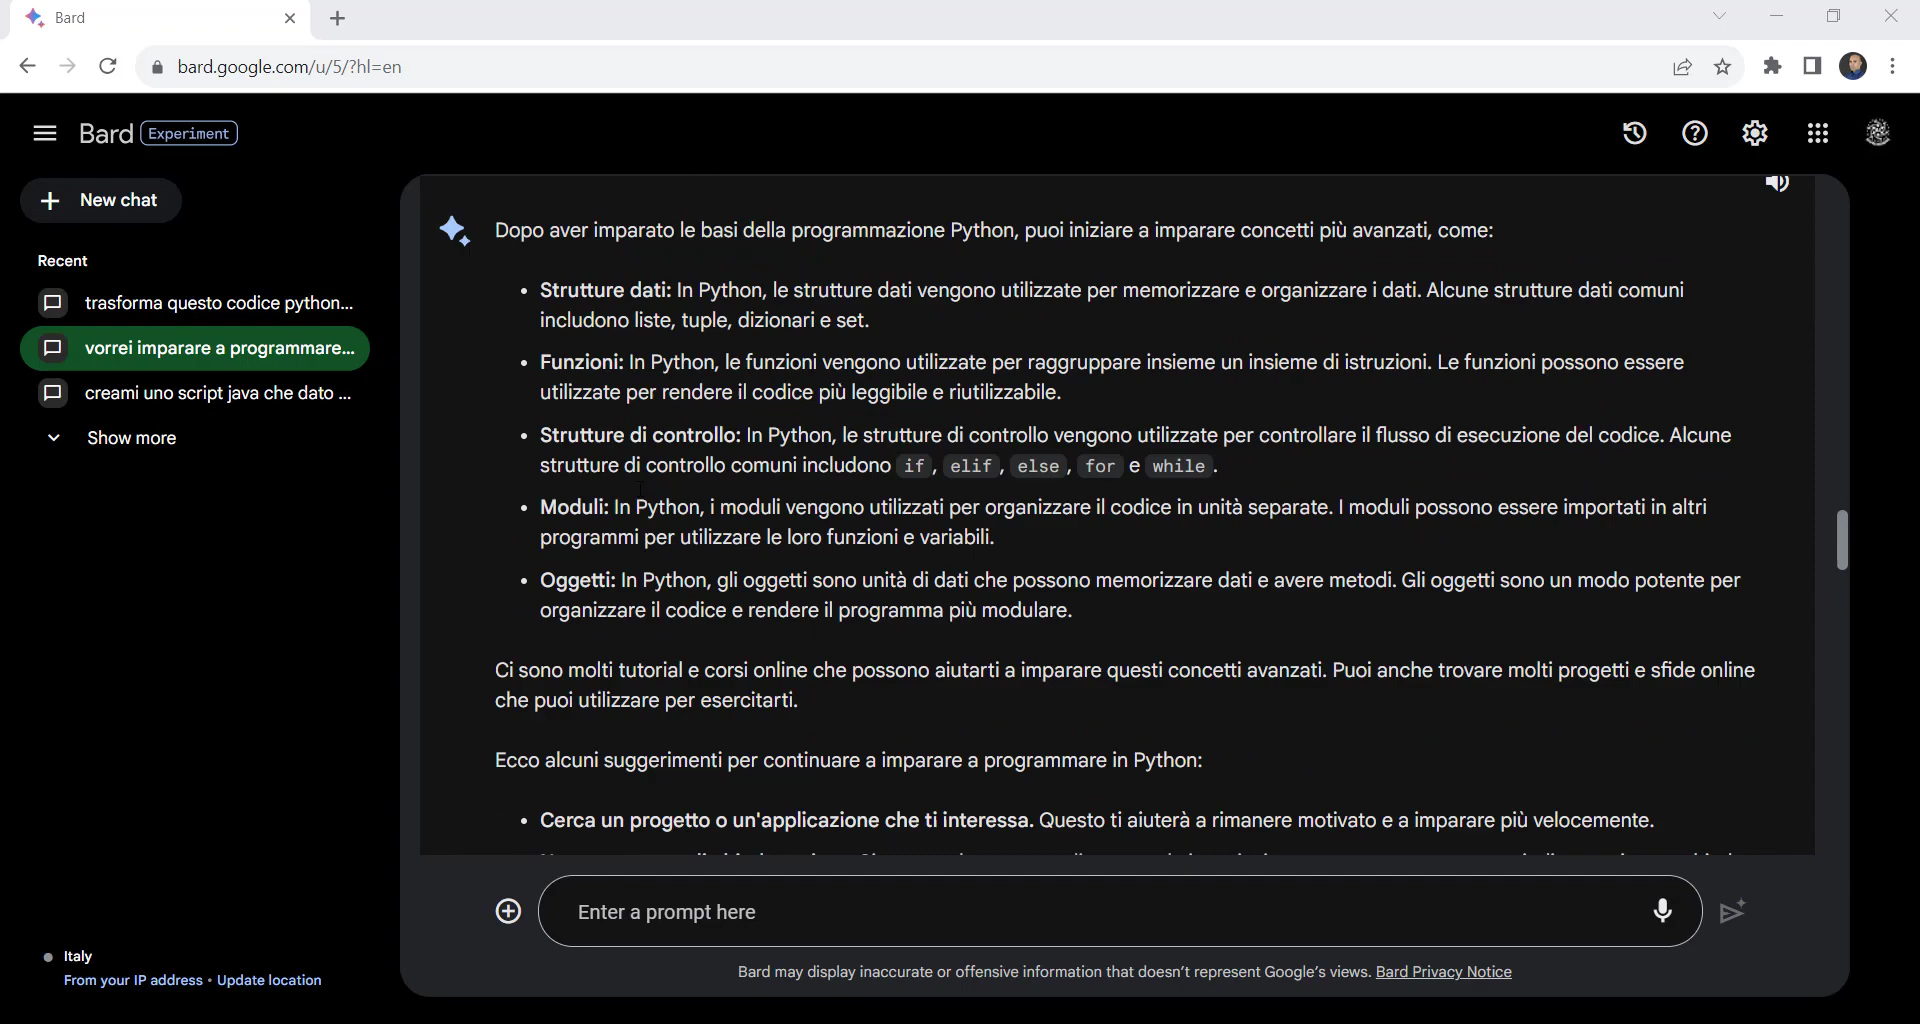 Bard
bard.google.com/u/5/?hl=en
Bard Experiment
New chat
Recent
trasforma questo codice python...
vorrei imparare a programmare...
creami uno script java che dato ...
Show more
Dopo aver imparato le basi della programmazione Python, puoi iniziare a imparare concetti più avanzati, come:
• Strutture dati: In Python, le strutture dati vengono utilizzate per memorizzare e organizzare i dati. Alcune strutture dati comuni
includono liste, tuple, dizionari e set.
• Funzioni: In Python, le funzioni vengono utilizzate per raggruppare insieme un insieme di istruzioni. Le funzioni possono essere
utilizzate per rendere il codice più leggibile e riutilizzabile.
• Strutture di controllo: In Python, le strutture di controllo vengono utilizzate per controllare il flusso di esecuzione del codice. Alcune
strutture di controllo comuni includono if, elif, else, for e while.
• Moduli: In Python, i moduli vengono utilizzati per organizzare il codice in unità separate. I moduli possono essere importati in altri
programmi per utilizzare le loro funzioni e variabili.
• Oggetti: In Python, gli oggetti sono unità di dati che possono memorizzare dati e avere metodi. Gli oggetti sono un modo potente per
organizzare il codice e rendere il programma più modulare.
Ci sono molti tutorial e corsi online che possono aiutarti a imparare questi concetti avanzati. Puoi anche trovare molti progetti e sfide online
che puoi utilizzare per esercitarti.
Ecco alcuni suggerimenti per continuare a imparare a programmare in Python:
• Cerca un progetto o un'applicazione che ti interessa. Questo ti aiuterà a rimanere motivato e a imparare più velocemente.
Enter a prompt here
Bard may display inaccurate or offensive information that doesn't represent Google's views. Bard Privacy Notice
Italy
From your IP address • Update location